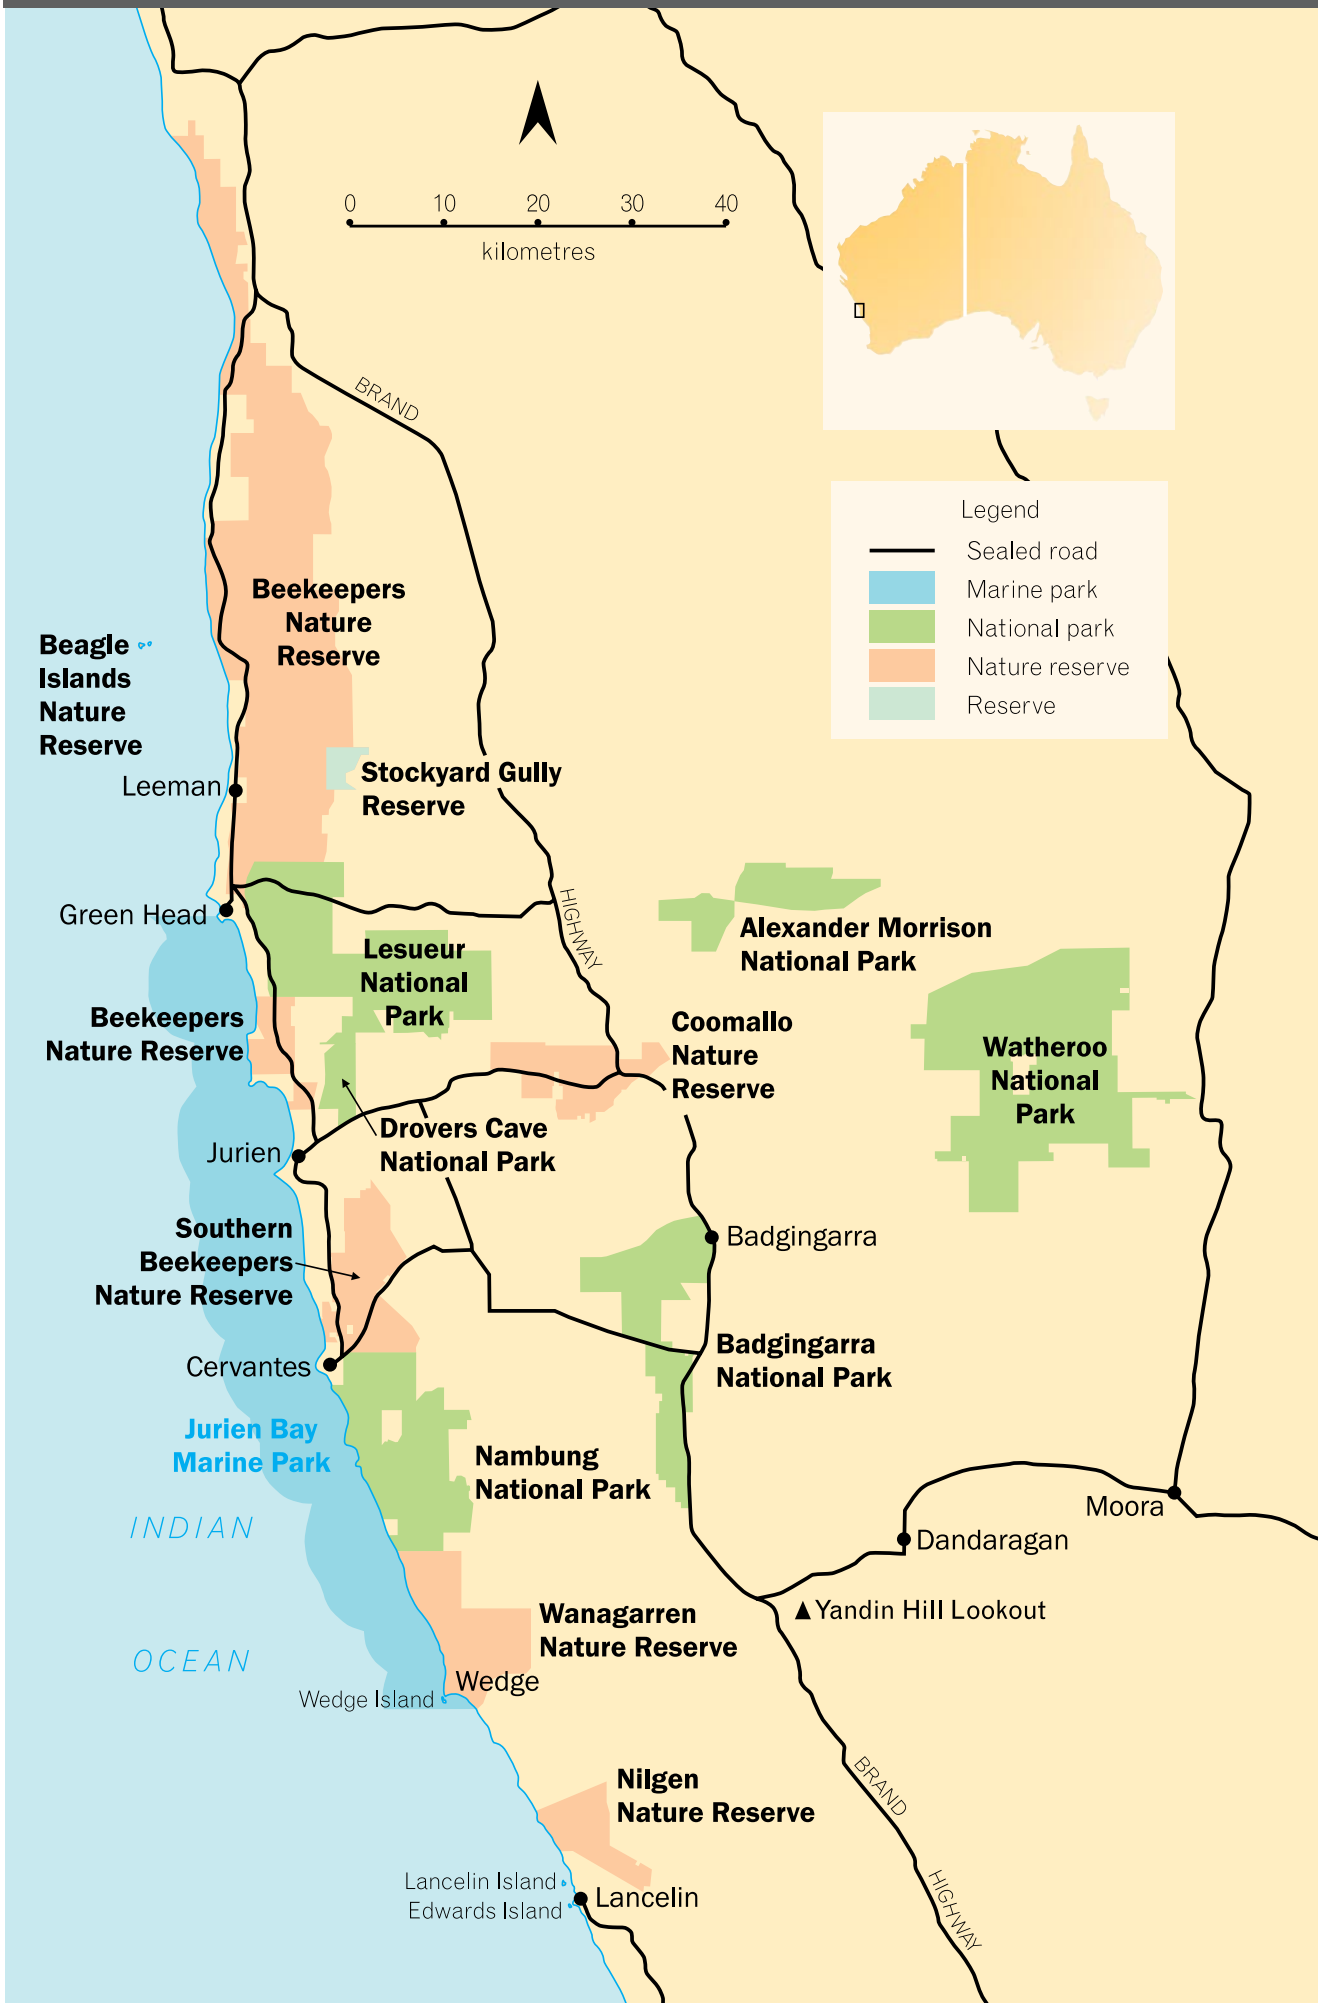 0 10 20 30 40
kilometres
BRAND
Legend
Sealed road
Marine park
National park
Nature reserve
Reserve
Beekeepers
Nature
Reserve
Beagle
Islands
Nature
Reserve
Leeman
Stockyard Gully
Reserve
Green Head
HIGHWAY
Alexander Morrison
National Park
Lesueur
National
Park
Beekeepers
Nature Reserve
Coomallo
Nature
Reserve
Watheroo
National
Park
Drovers Cave
National Park
Jurien
Southern
Beekeepers
Nature Reserve
Badgingarra
Badgingarra
National Park
Cervantes
Jurien Bay
Marine Park
Nambung
National Park
INDIAN
OCEAN
Moora
Dandaragan
Yandin Hill Lookout
Wanagarren
Nature Reserve
Wedge
Wedge Island
BRAND
HIGHWAY
Nilgen
Nature Reserve
Lancelin Island
Edwards Island
Lancelin